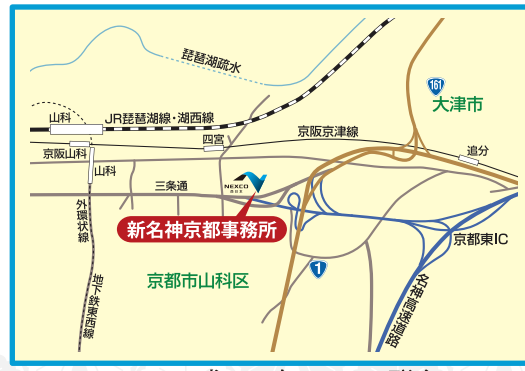 琵琶湖疏水
161
大津市
山科
JR琵琶湖線・湖西線
四宮
京阪京津線
追分
京阪山科
山科
三条通
NEXCO
新名神京都事務所
外環状線
京都東IC
京都市山科区
1
地下鉄東西線
名神高速道路